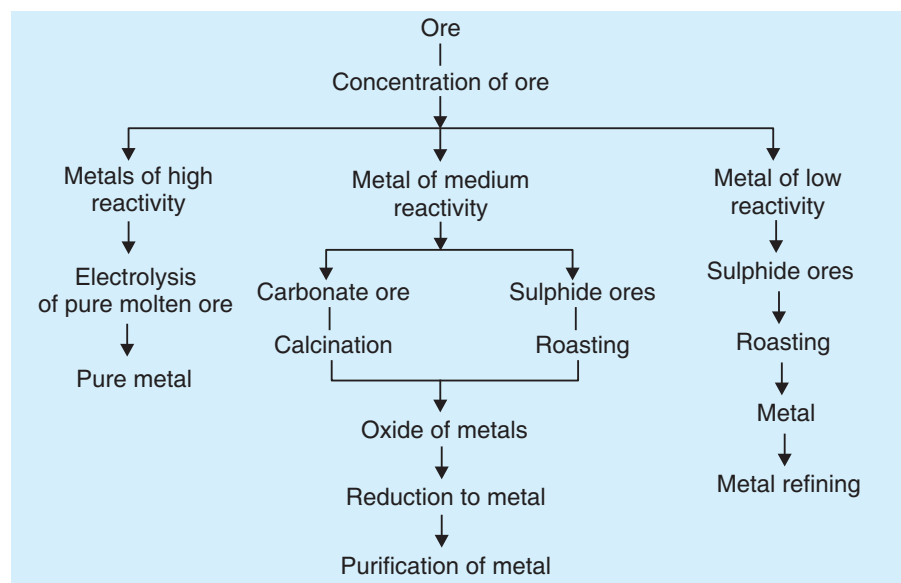 Ore
Concentration of ore
Metals of high
reactivity
Electrolysis
of pure molten ore
Pure metal
Metal of medium
reactivity
Carbonate ore
Calcination
Sulphide ores
Roasting
Oxide of metals
Reduction to metal
Purification of metal
Metal of low
reactivity
Sulphide ores
Roasting
Metal
Metal refining